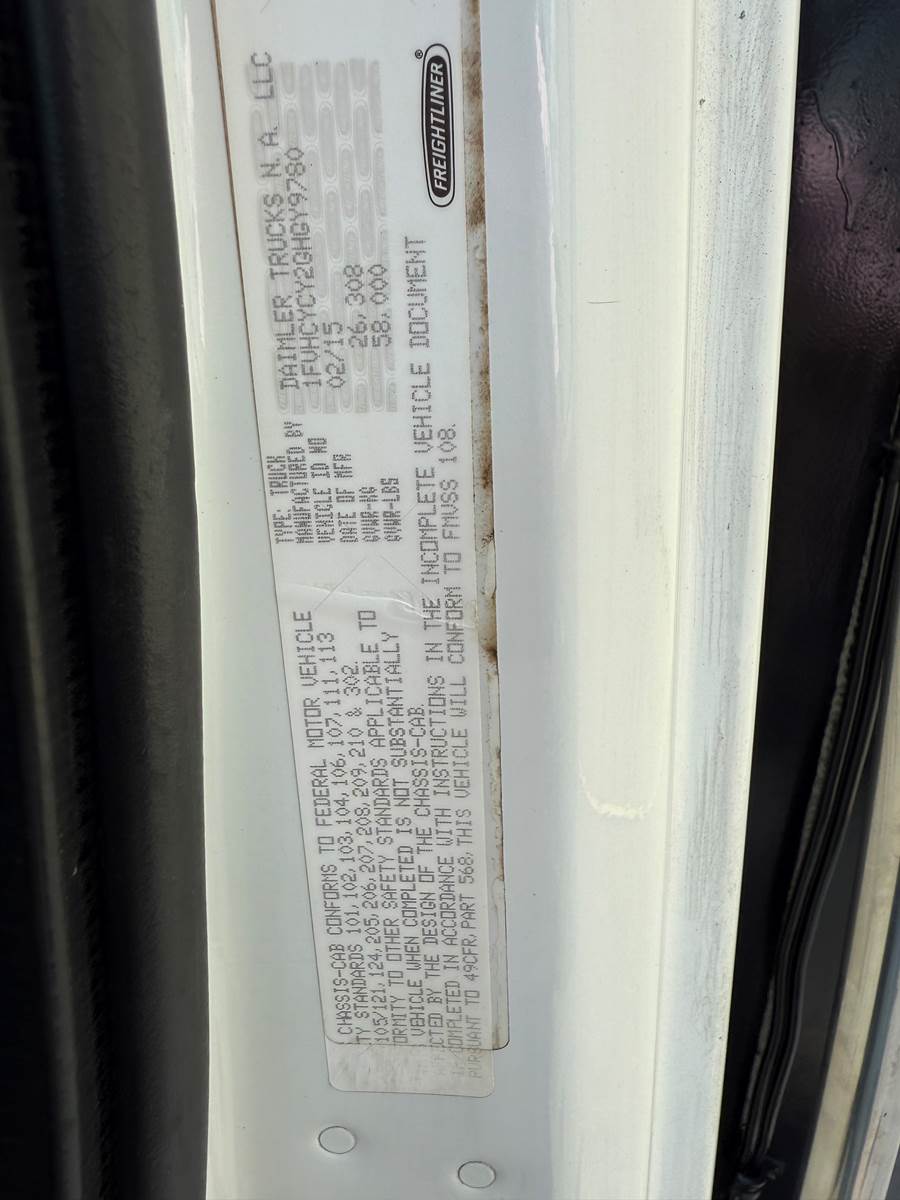 CHASSIS-CAB CONFORMS TO FEDERAL MOTOR VEHICLE
TY STANDARDS 101, 102, 103, 104, 106, 107, 111, 113
105/121, 124, 205, 206, 207, 208, 209, 210 & 302.
ORMITY TO OTHER SAFETY STANDARDS APPLICABLE TO
VEHICLE WHEN COMPLETED IS NOT SUBSTANTIALLY
CTED BY THE DESIGN OF THE CHASSIS-CAB.
COMPLETED IN ACCORDANCE WITH INSTRUCTIONS IN THE INCOMPLETE VEHICLE DOCUMENT
PURSUANT TO 49CFR, PART 568, THIS VEHICLE WILL CONFORM TO FMVSS 108.
TYPE: TRUCK
MANUFACTURED BY DAIMLER TRUCKS N.A. LLC
VEHICLE ID NO 1FVHCYCY2GHGY9780
DATE OF MFR 02/15
GVWR-KG 26,308
GVWR-LBS 58,000
FREIGHTLINER®